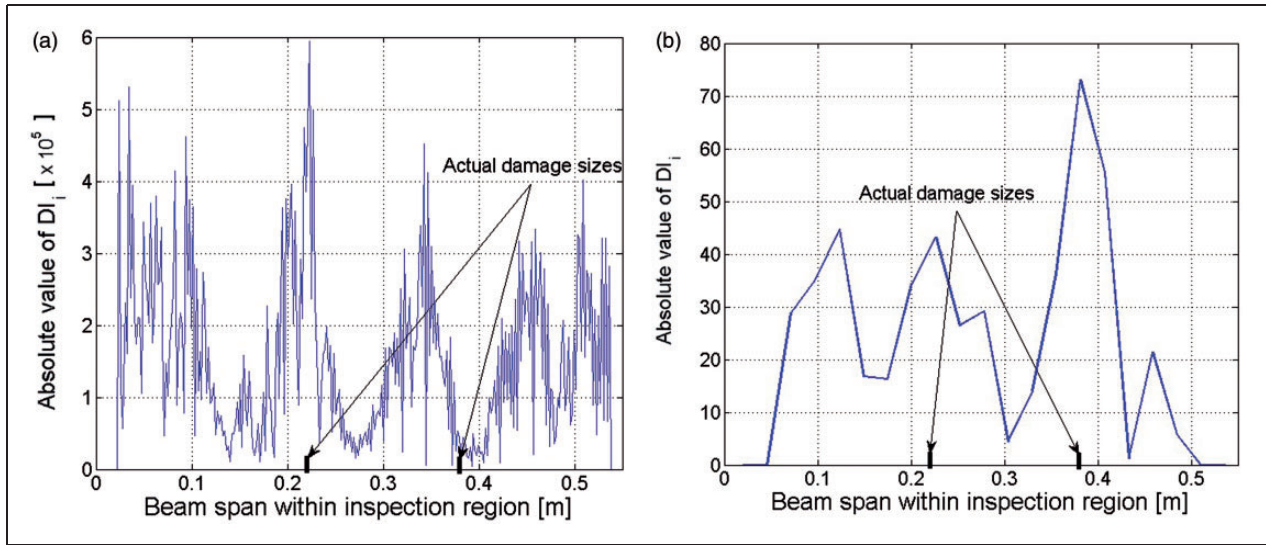 (a)
6
5
4
3
2
1
0
Absolute value of DI i [ x 10 5 ]
Actual damage sizes
0 0.1 0.2 0.3 0.4 0.5
Beam span within inspection region [m]
(b)
80
70
60
50
40
30
20
10
0
Absolute value of DI i
Actual damage sizes
0 0.1 0.2 0.3 0.4 0.5
Beam span within inspection region [m]